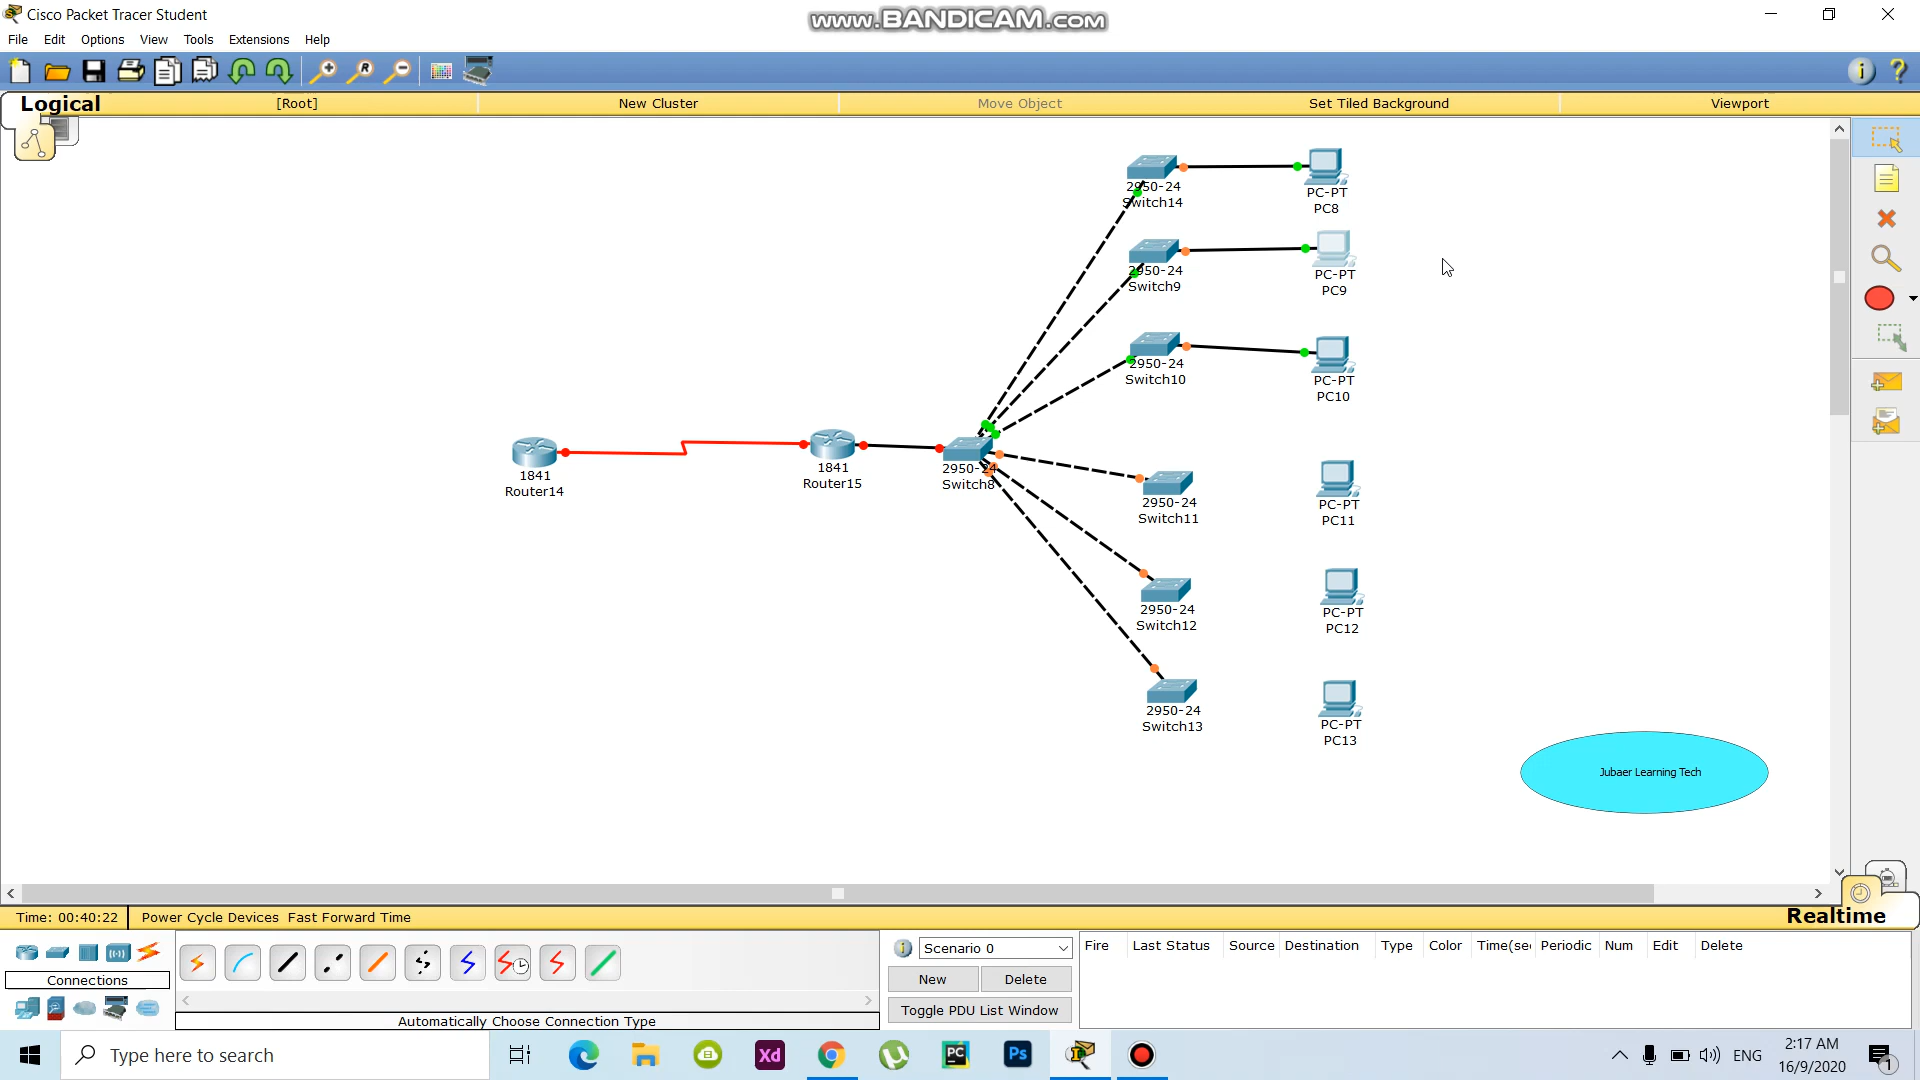 Cisco Packet Tracer Student
www.BANDICAM.com
File Edit Options View Tools Extensions Help
Logical [Root] New Cluster Move Object Set Tiled Background Viewport
2950-24
Switch14
PC-PT
PC8
2950-24
Switch9
PC-PT
PC9
2950-24
Switch10
PC-PT
PC10
1841
Router14
1841
Router15
2950-24
Switch8
2950-24
Switch11
PC-PT
PC11
2950-24
Switch12
PC-PT
PC12
2950-24
Switch13
PC-PT
PC13
Jubaer Learning Tech
Time: 00:40:22 Power Cycle Devices Fast Forward Time
Realtime
Connections
Automatically Choose Connection Type
Scenario 0
New Delete
Toggle PDU List Window
Fire Last Status Source Destination Type Color Time(se Periodic Num Edit Delete
Type here to search
Xd
PC
Ps
ENG
2:17 AM
16/9/2020
1